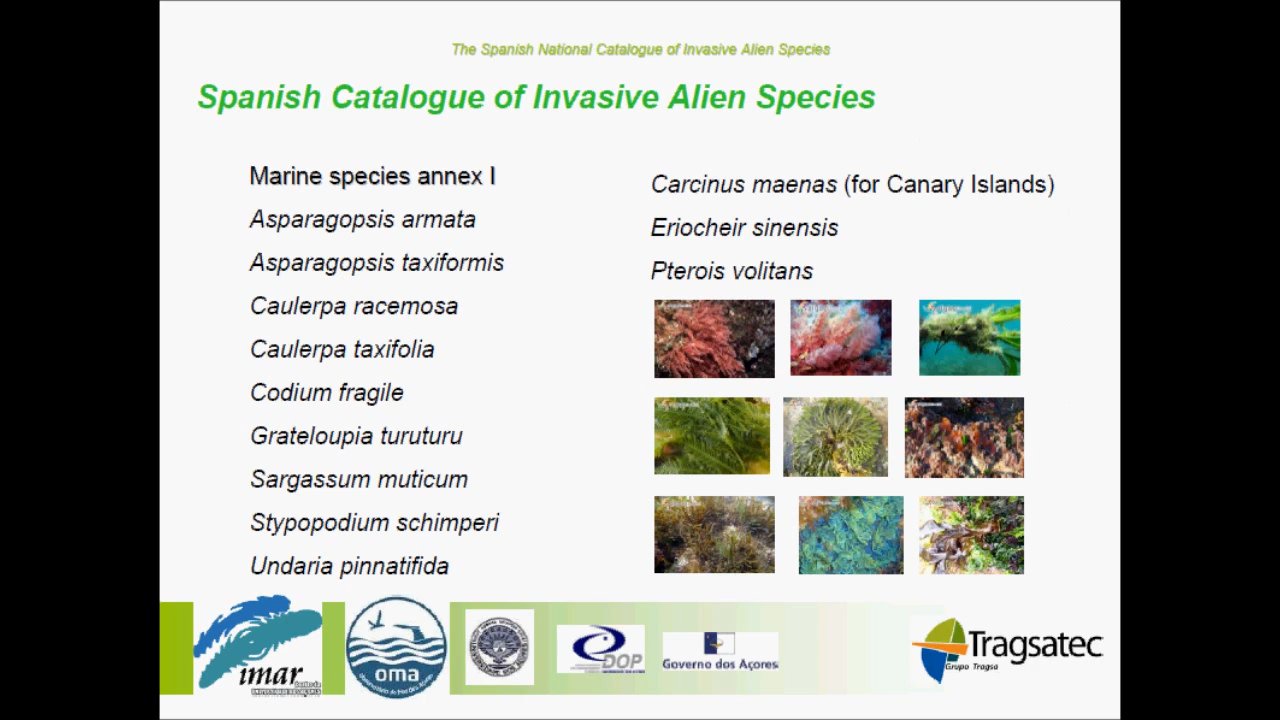 The Spanish National Catalogue of Invasive Alien Species
Spanish Catalogue of Invasive Alien Species
Marine species annex I
Asparagopsis armata
Asparagopsis taxiformis
Caulerpa racemosa
Caulerpa taxifolia
Codium fragile
Grateloupia turuturu
Sargassum muticum
Stypopodium schimperi
Undaria pinnatifida
Carcinus maenas (for Canary Islands)
Eriocheir sinensis
Pterois volitans
imar
oma
DOP
Governo dos Açores
Tragsatec
Grupo Tragsa